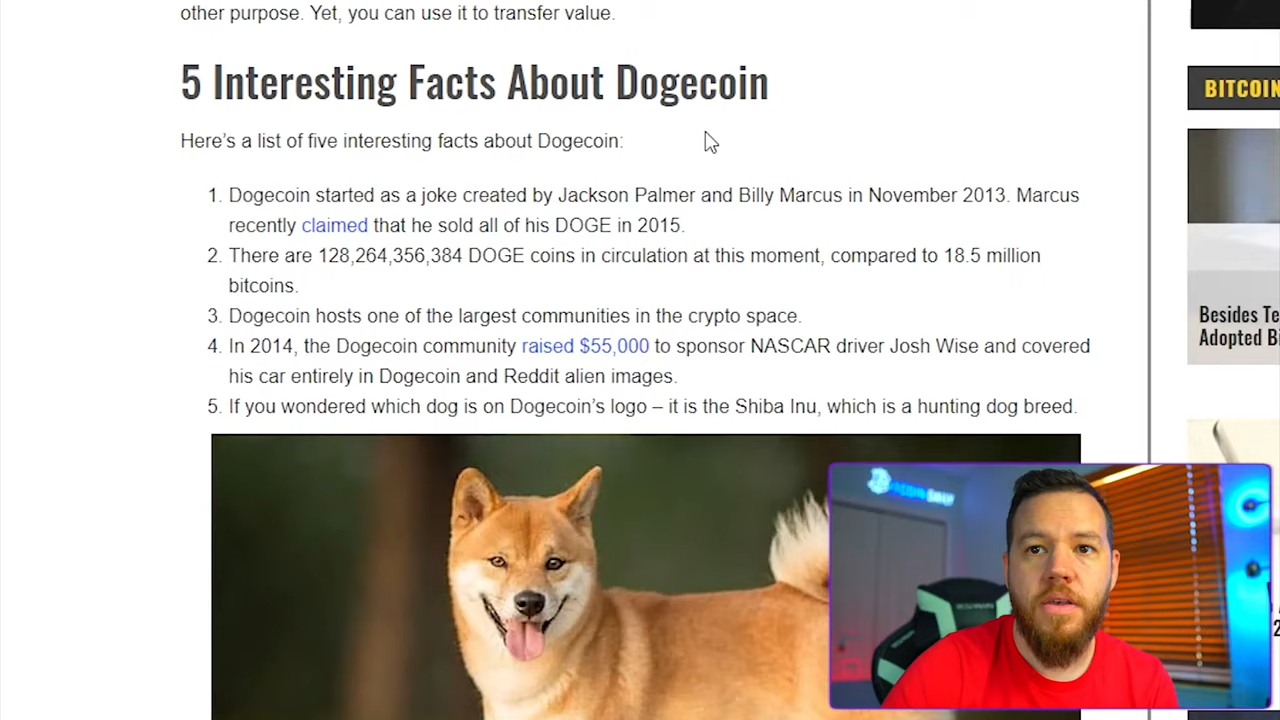 other purpose. Yet, you can use it to transfer value.
5 Interesting Facts About Dogecoin
Here’s a list of five interesting facts about Dogecoin:
1. Dogecoin started as a joke created by Jackson Palmer and Billy Marcus in November 2013. Marcus
recently claimed that he sold all of his DOGE in 2015.
2. There are 128,264,356,384 DOGE coins in circulation at this moment, compared to 18.5 million
bitcoins.
3. Dogecoin hosts one of the largest communities in the crypto space.
4. In 2014, the Dogecoin community raised $55,000 to sponsor NASCAR driver Josh Wise and covered
his car entirely in Dogecoin and Reddit alien images.
5. If you wondered which dog is on Dogecoin’s logo – it is the Shiba Inu, which is a hunting dog breed.
BITCOIN
Besides Te
Adopted B